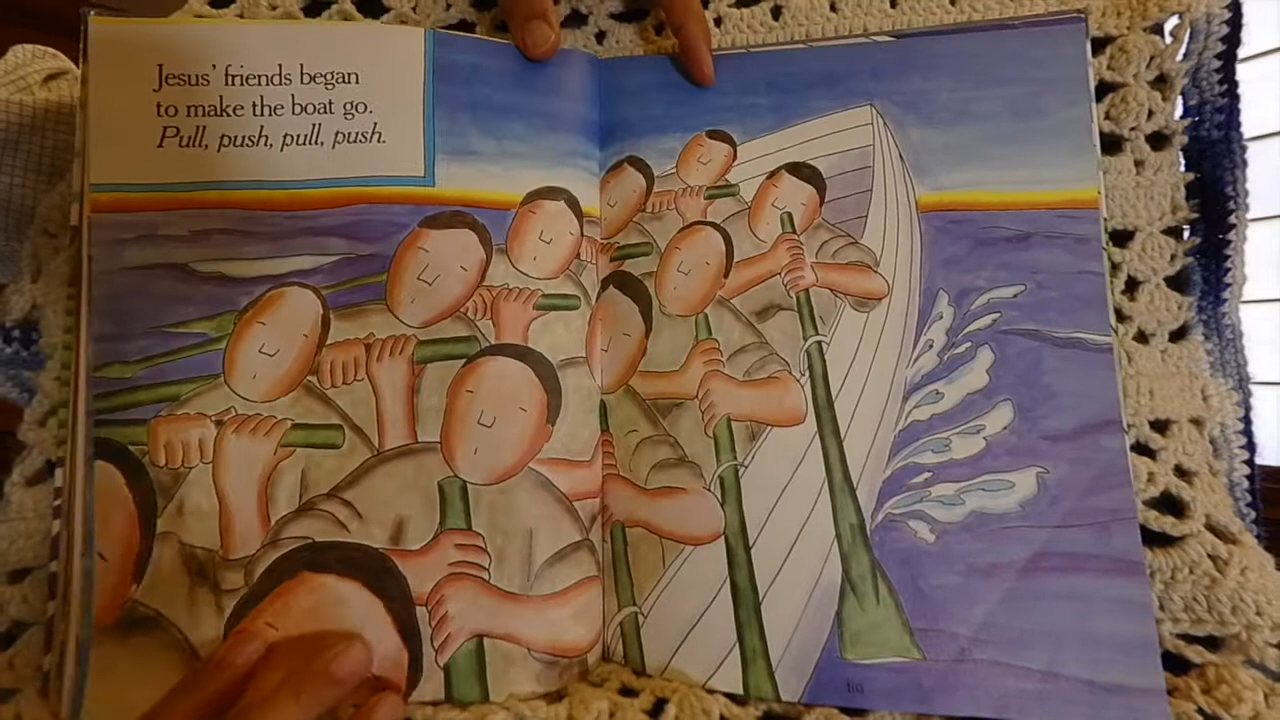 Jesus' friends began
to make the boat go.
Pull, push, pull, push.